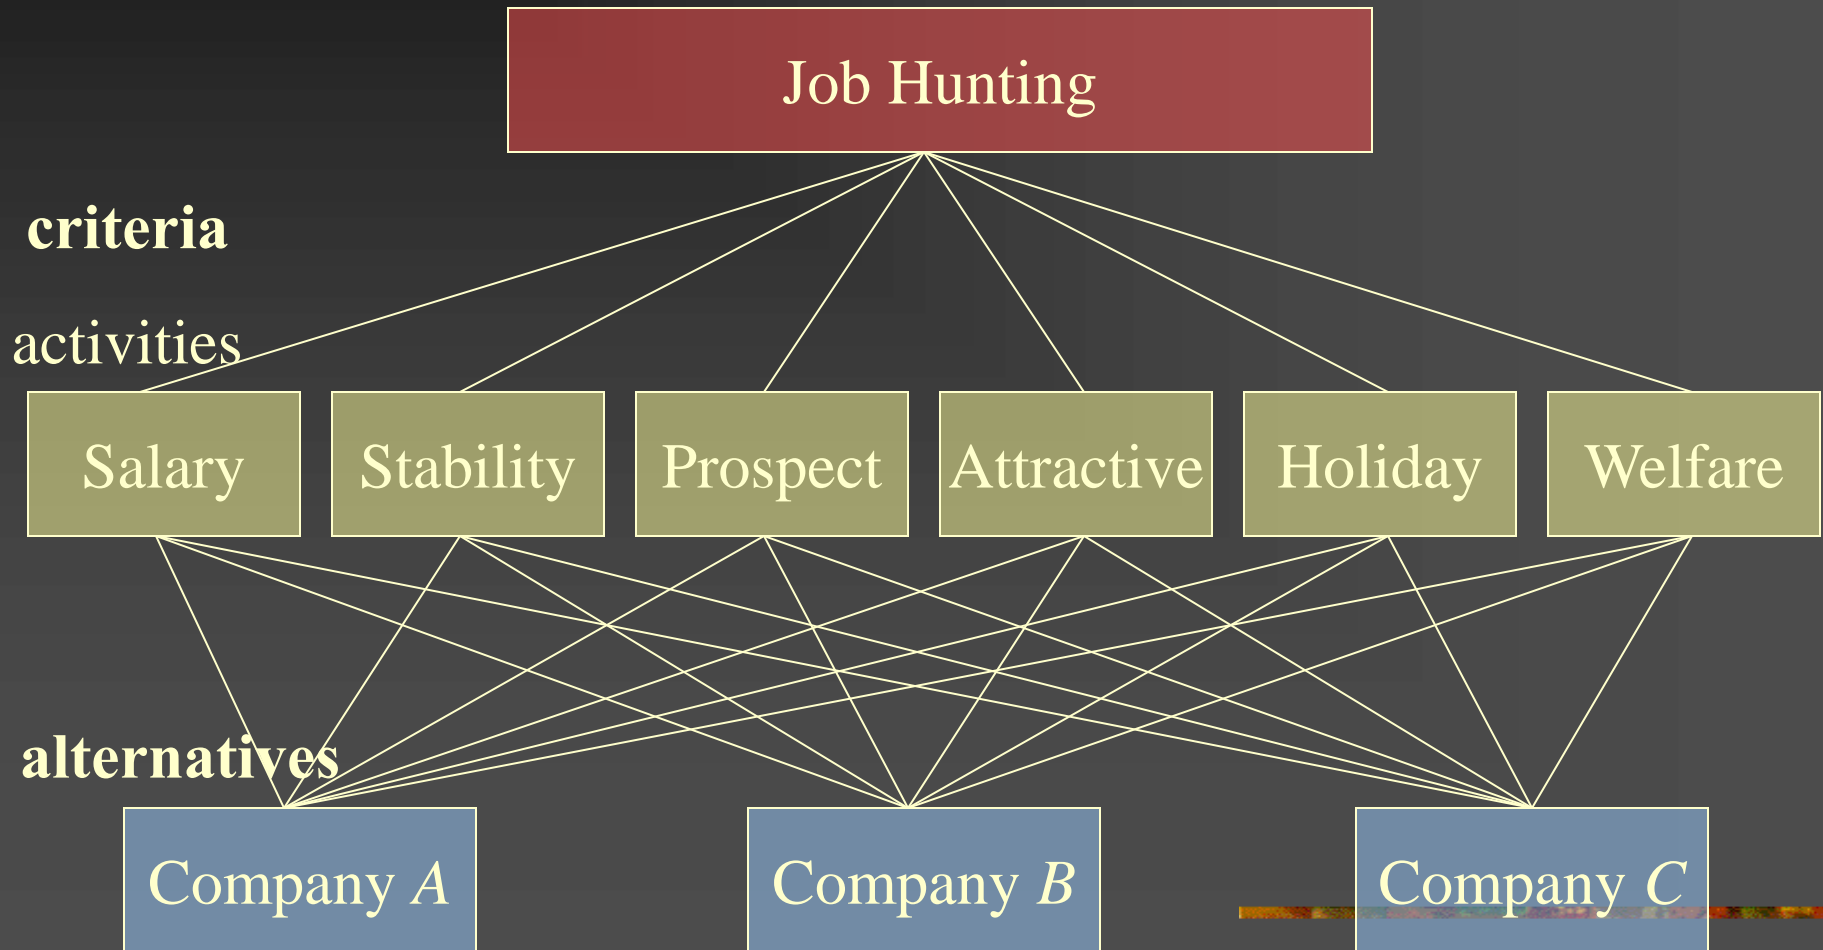 Job Hunting
criteria
activities
Salary
Stability
Prospect
Attractive
Holiday
Welfare
alternatives
Company A
Company B
Company C